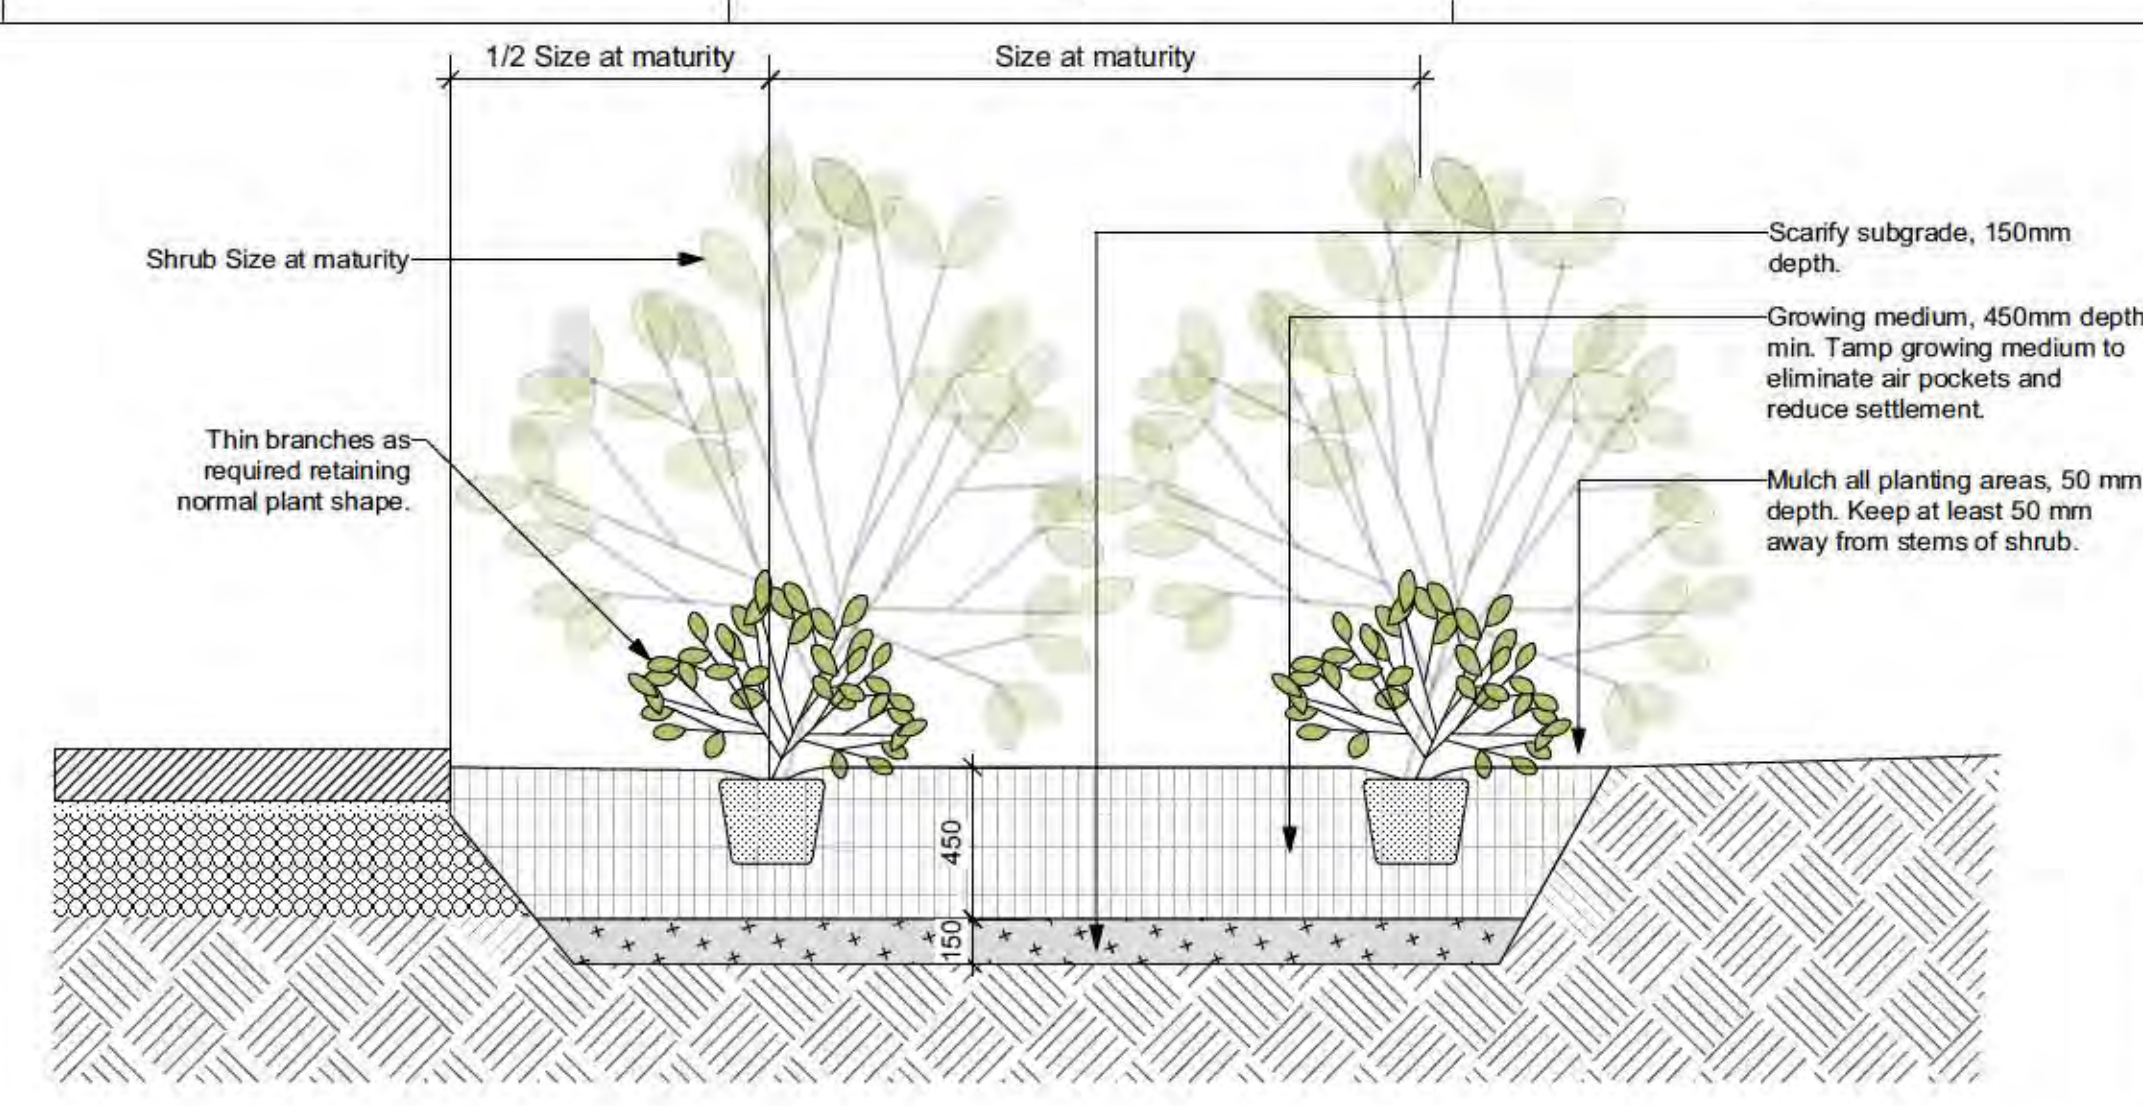 1/2 Size at maturity
Size at maturity
Shrub Size at maturity
Thin branches as
required retaining
normal plant shape.
Scarify subgrade, 150mm
depth.
Growing medium, 450mm depth
min. Tamp growing medium to
eliminate air pockets and
reduce settlement.
Mulch all planting areas, 50 mm
depth. Keep at least 50 mm
away from stems of shrub.
450
150